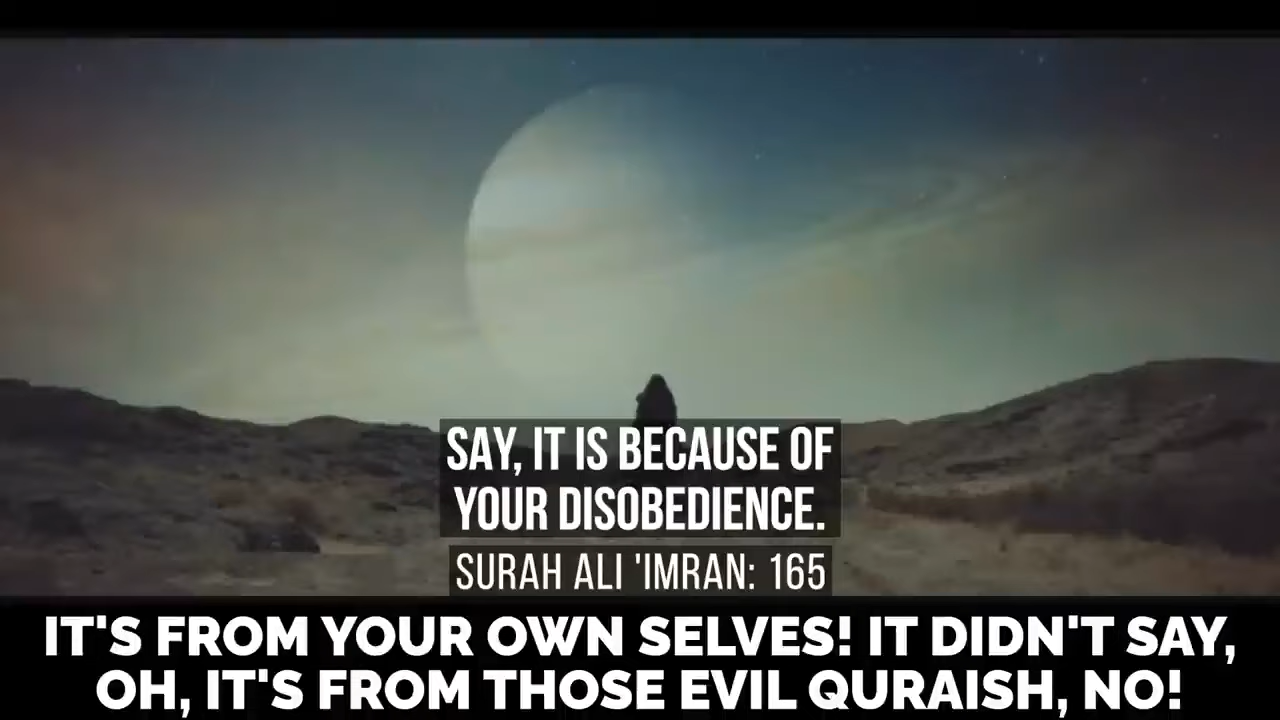 SAY, IT IS BECAUSE OF
YOUR DISOBEDIENCE.
SURAH ALI 'IMRAN: 165
IT'S FROM YOUR OWN SELVES! IT DIDN'T SAY,
OH, IT'S FROM THOSE EVIL QURAISH, NO!